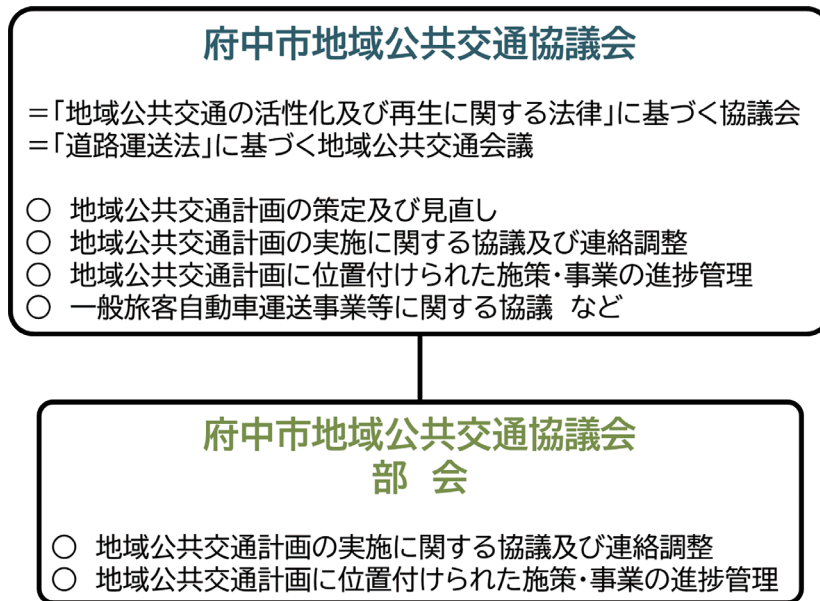 府中市地域公共交通協議会
＝「地域公共交通の活性化及び再生に関する法律」に基づく協議会
＝「道路運送法」に基づく地域公共交通会議
○ 地域公共交通計画の策定及び見直し
○ 地域公共交通計画の実施に関する協議及び連絡調整
○ 地域公共交通計画に位置付けられた施策・事業の進捗管理
○ 一般旅客自動車運送事業等に関する協議 など
府中市地域公共交通協議会
部 会
○ 地域公共交通計画の実施に関する協議及び連絡調整
○ 地域公共交通計画に位置付けられた施策・事業の進捗管理